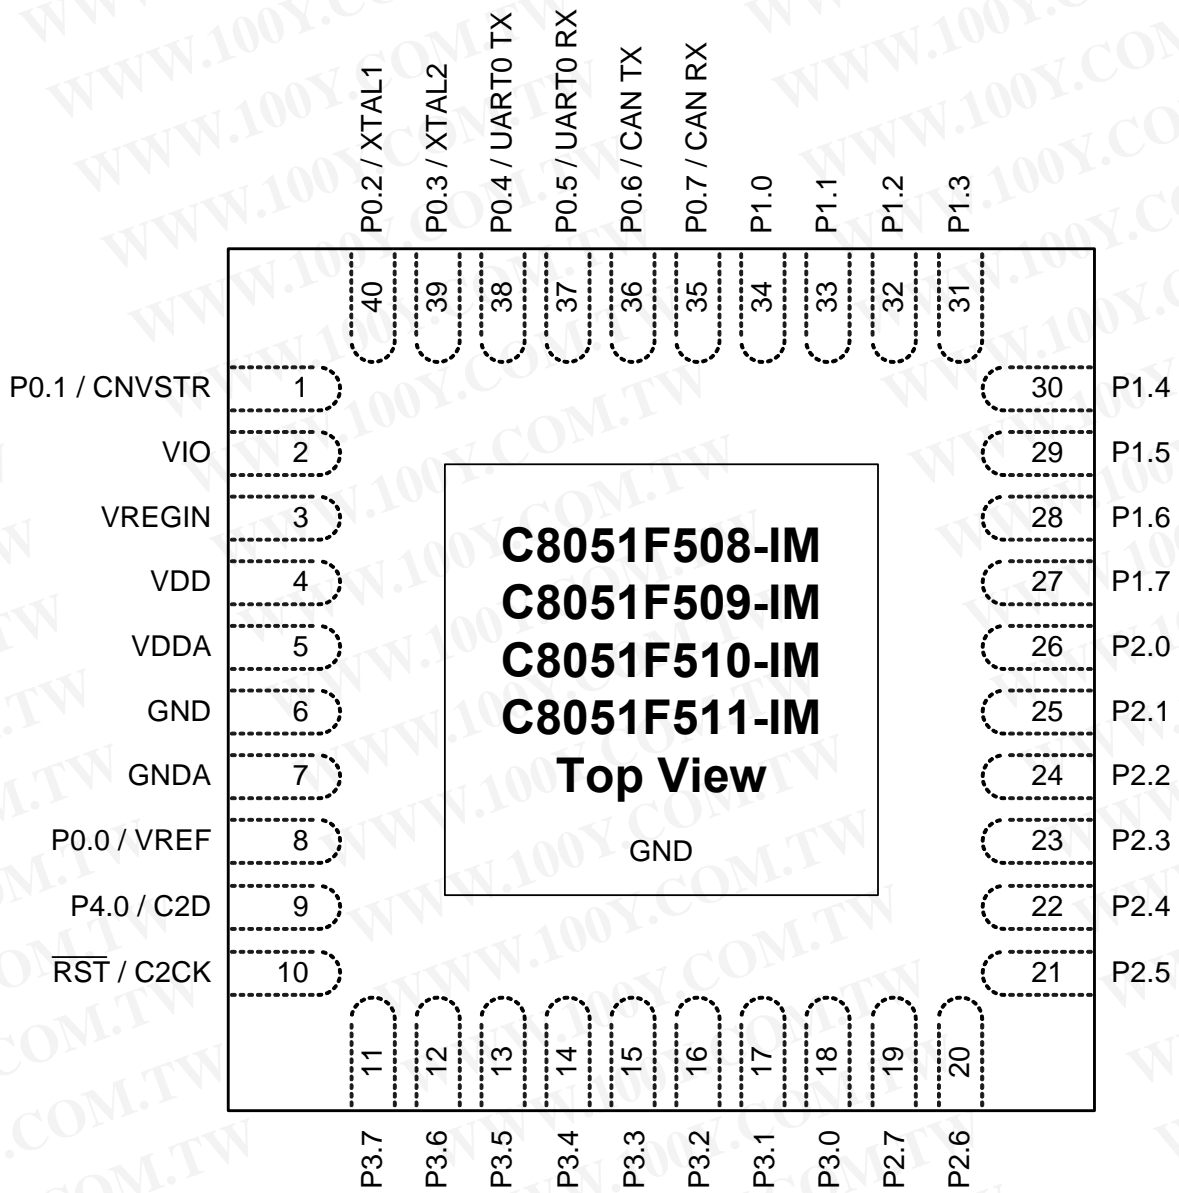 P0.2 / XTAL1
P0.3 / XTAL2
P0.4 / UART0 TX
P0.5 / UART0 RX
P0.6 / CAN TX
P0.7 / CAN RX
P1.0
P1.1
P1.2
P1.3
40
39
38
37
36
35
34
33
32
31
P0.1 / CNVSTR 1
VIO 2
VREGIN 3
VDD 4
VDDA 5
GND 6
GNDA 7
P0.0 / VREF 8
P4.0 / C2D 9
RST / C2CK 10
C8051F508-IM
C8051F509-IM
C8051F510-IM
C8051F511-IM
Top View
GND
30 P1.4
29 P1.5
28 P1.6
27 P1.7
26 P2.0
25 P2.1
24 P2.2
23 P2.3
22 P2.4
21 P2.5
11
12
13
14
15
16
17
18
19
20
P3.7
P3.6
P3.5
P3.4
P3.3
P3.2
P3.1
P3.0
P2.7
P2.6
WWW.100Y.COM.TW